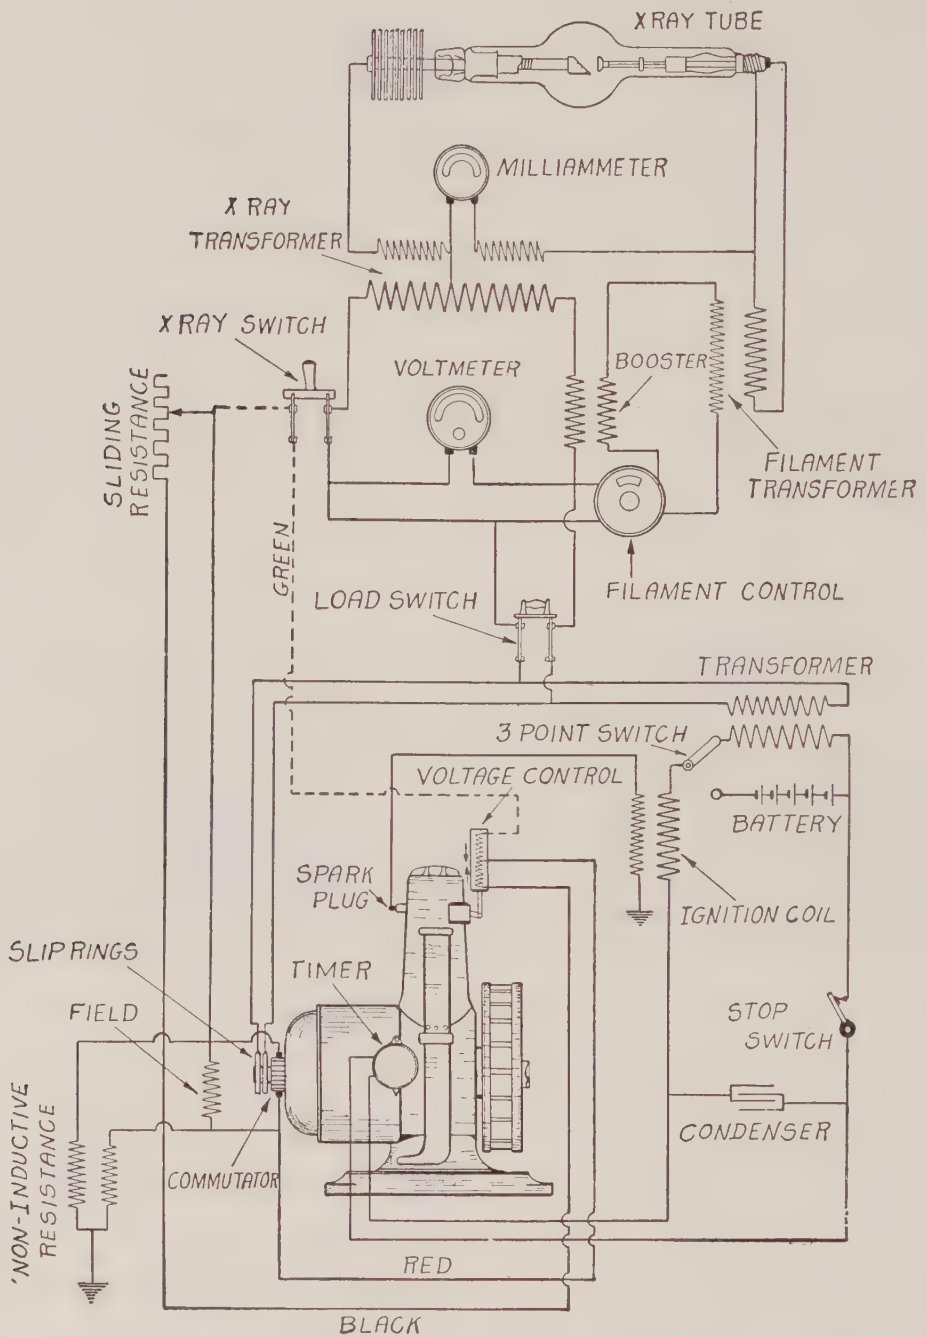 X RAY TUBE
MILLIAMMETER
X RAY
TRANSFORMER
X RAY SWITCH
VOLTMETER
BOOSTER
SLIDING
RESISTANCE
FILAMENT
TRANSFORMER
GREEN
FILAMENT CONTROL
LOAD SWITCH
TRANSFORMER
3 POINT SWITCH
VOLTAGE CONTROL
BATTERY
SPARK
PLUG
IGNITION COIL
SLIP RINGS
TIMER
FIELD
STOP
SWITCH
CONDENSER
COMMUTATOR
'NON-INDUCTIVE
RESISTANCE
RED
BLACK